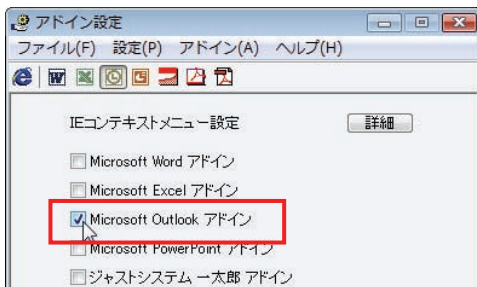 アドイン設定
ファイル(F) 設定(P) アドイン(A) ヘルプ(H)
IEコンテキストメニュー設定 詳細
Microsoft Word アドイン
Microsoft Excel アドイン
Microsoft Outlook アドイン
Microsoft PowerPoint アドイン
ジャストシステム 一太郎 アドイン